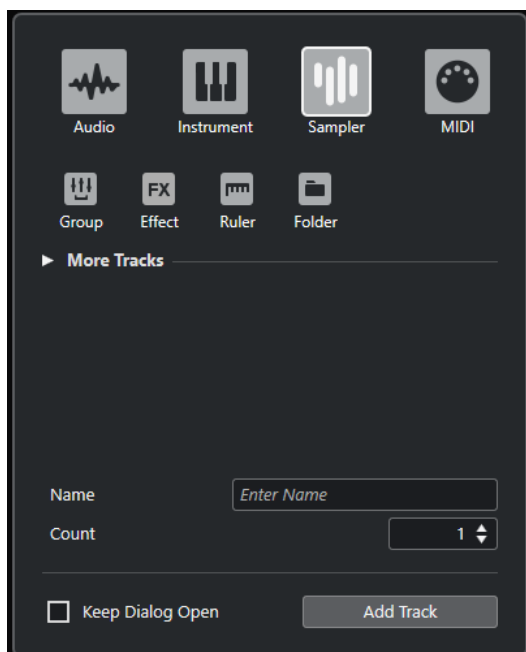 Audio Instrument Sampler MIDI
FX
Group Effect Ruler Folder
More Tracks
Name Enter Name
Count 1
Keep Dialog Open Add Track